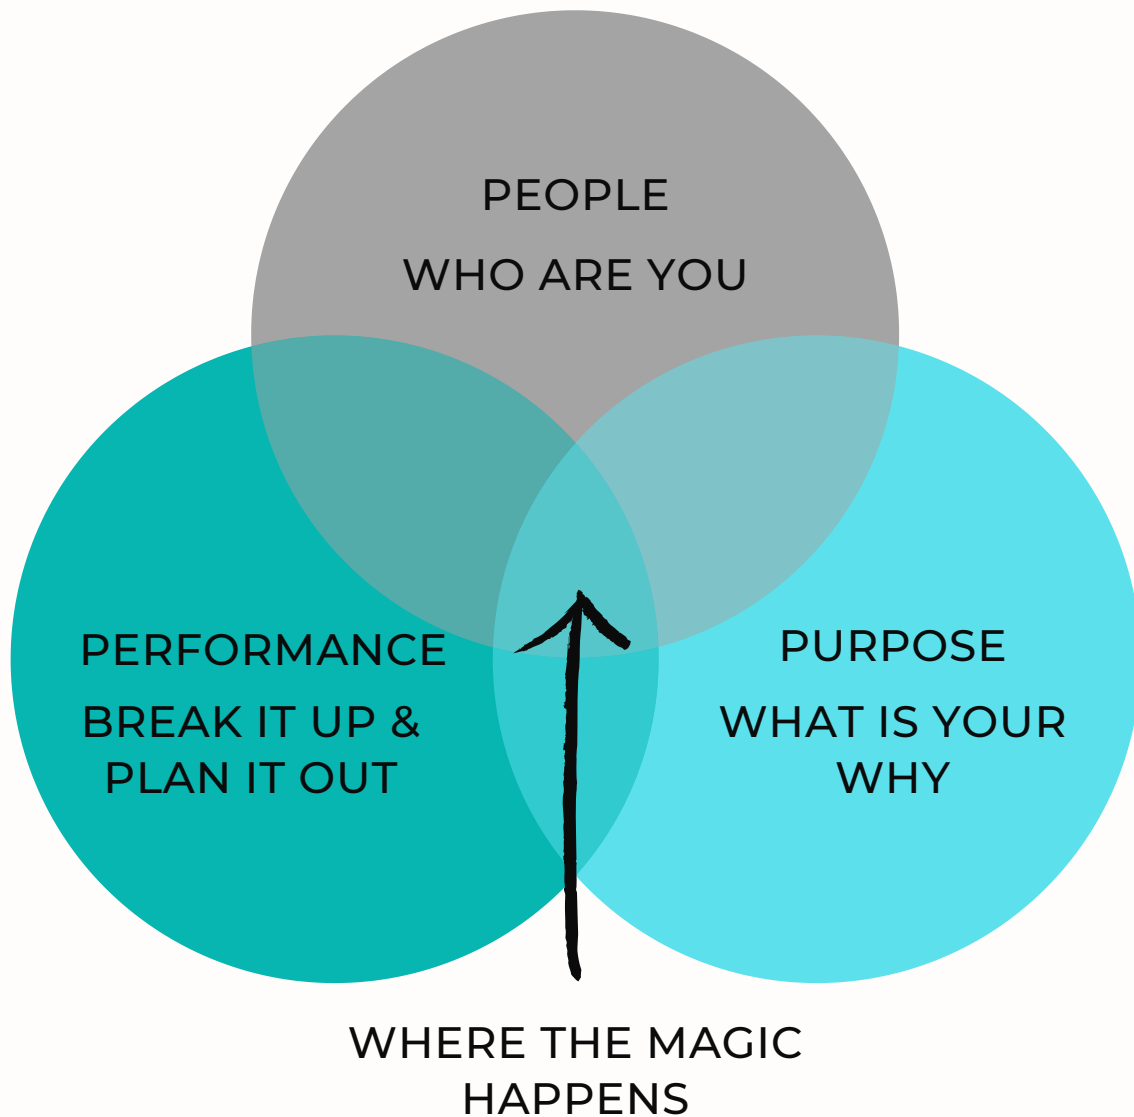 PEOPLE
WHO ARE YOU
PERFORMANCE
BREAK IT UP &
PLAN IT OUT
PURPOSE
WHAT IS YOUR
WHY
WHERE THE MAGIC
HAPPENS